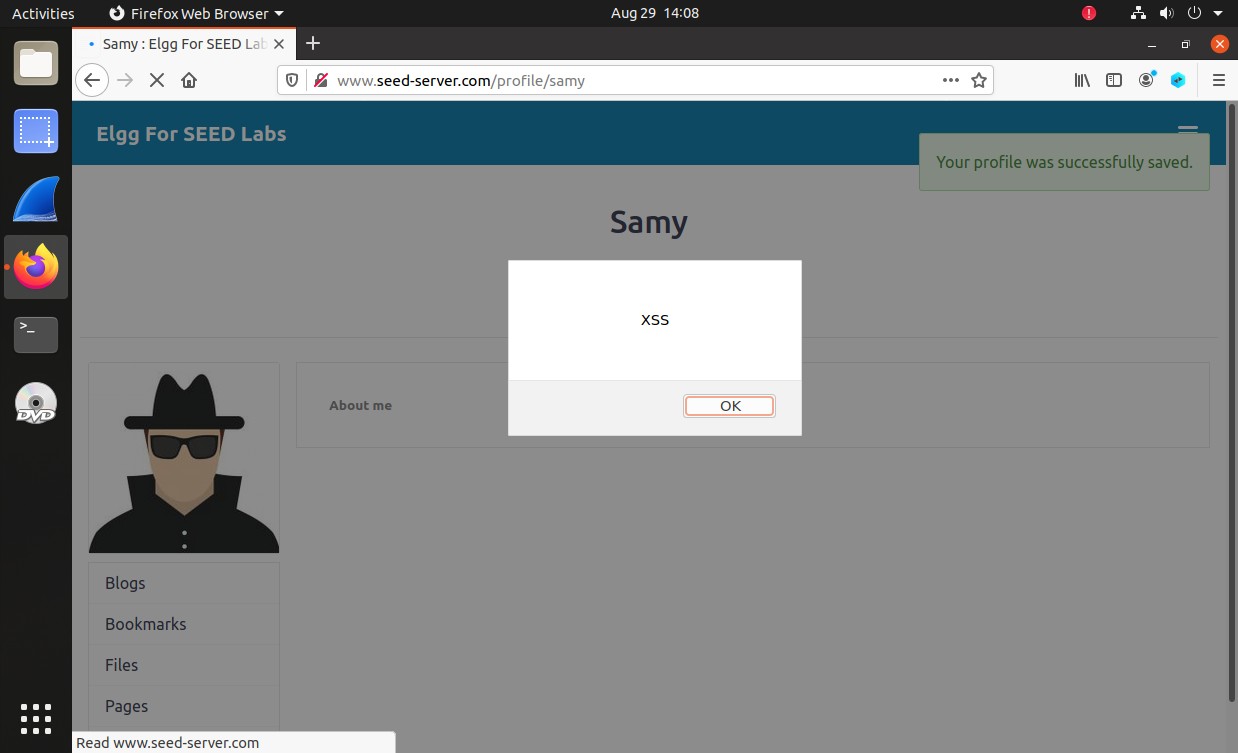 Activities Firefox Web Browser Aug 29 14:08
Samy : Elgg For SEED Lab
www.seed-server.com/profile/samy
Elgg For SEED Labs
Your profile was successfully saved.
Samy
XSS
OK
About me
>_
DVD
Blogs
Bookmarks
Files
Pages
Read www.seed-server.com